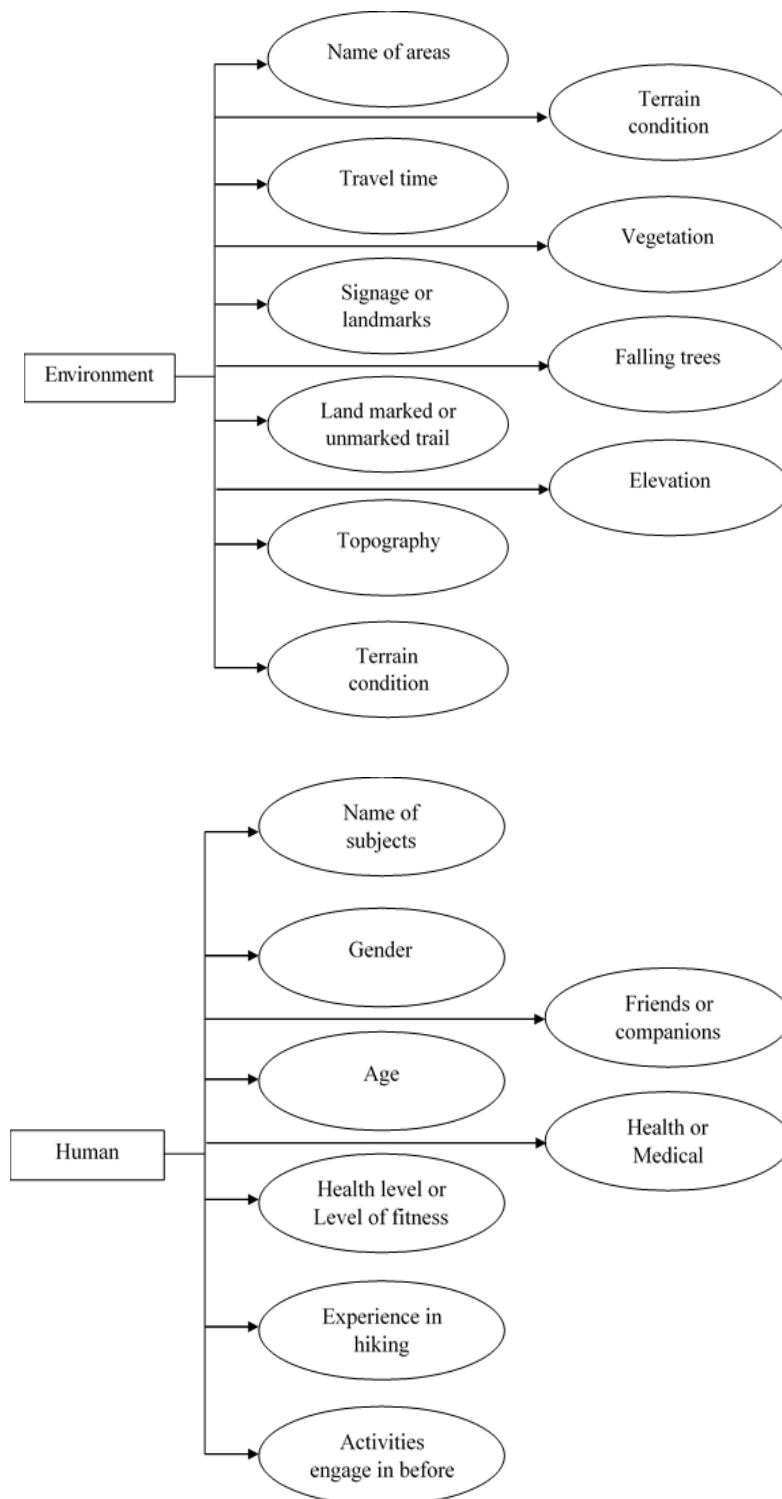 Name of areas
Terrain
condition
Travel time
Vegetation
Signage or
landmarks
Falling trees
Environment
Land marked or
unmarked trail
Elevation
Topography
Terrain
condition
Name of
subjects
Gender
Friends or
companions
Age
Health or
Medical
Human
Health level or
Level of fitness
Experience in
hiking
Activities
engage in before